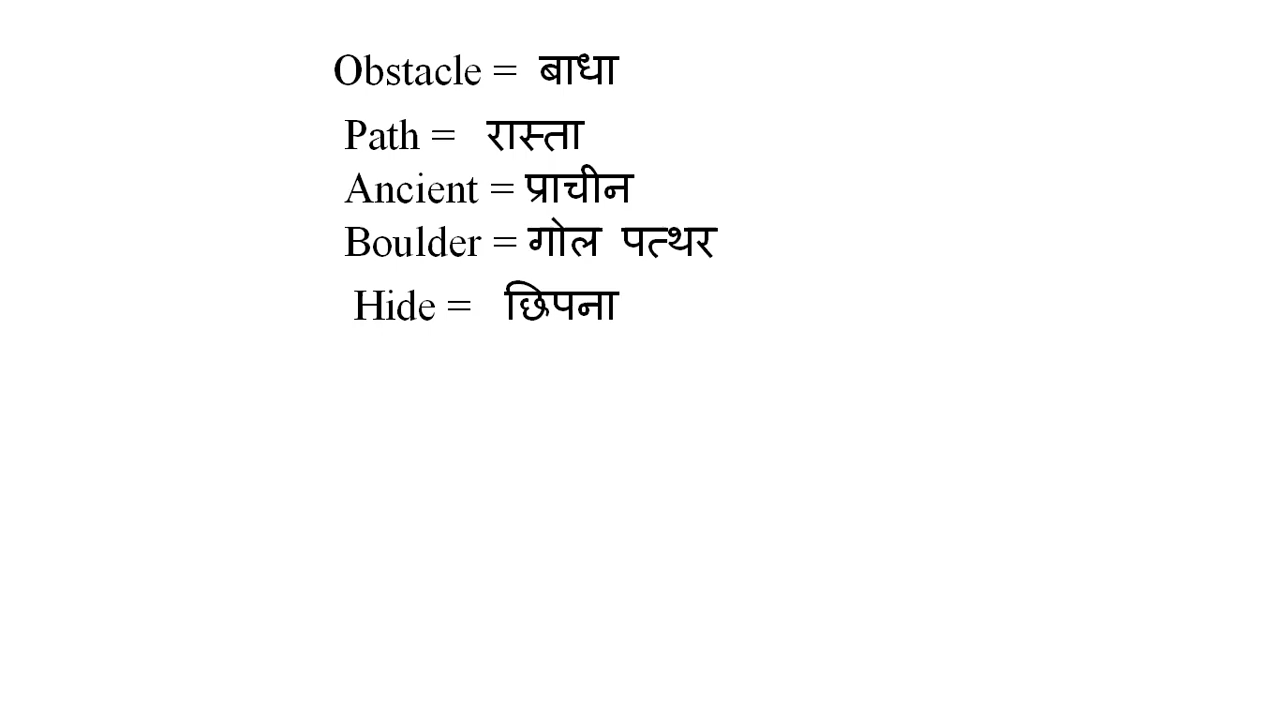 Obstacle = बाधा
Path = रास्ता
Ancient = प्राचीन
Boulder = गोल पत्थर
Hide = छिपना